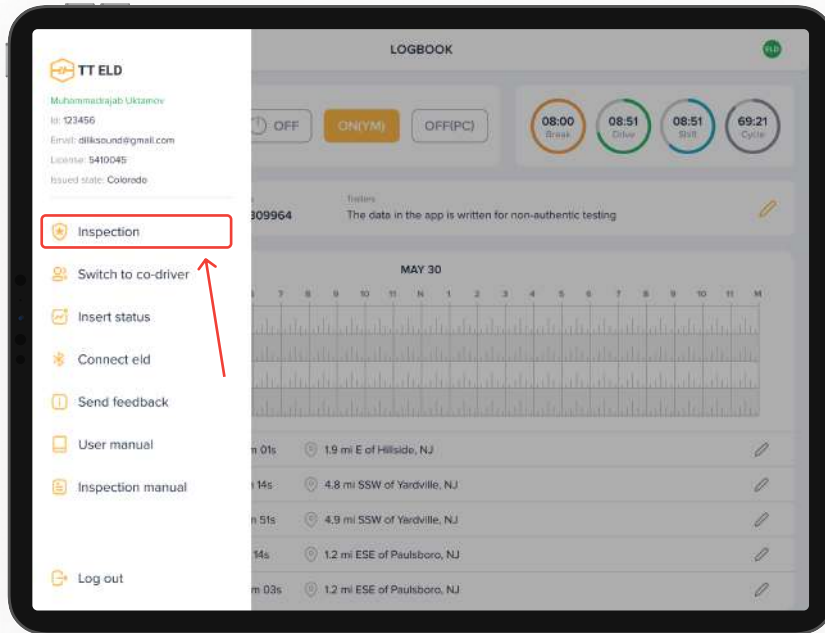 TT ELD
Muhammadrajab Uktamov
Id: 123456
Email: diliksound@gmail.com
License: 5410045
Issued state: Colorado
Inspection
Switch to co-driver
Insert status
Connect eld
Send feedback
User manual
Inspection manual
Log out
LOGBOOK
ELD
OFF
ON(YM)
OFF(PC)
08:00
Break
08:51
Drive
08:51
Shift
69:21
Cycle
309964
Trailers
The data in the app is written for non-authentic testing
MAY 30
7 8 9 10 11 N 1 2 3 4 5 6 7 8 9 10 11 M
m 01s 1.9 mi E of Hillside, NJ
14s 4.8 mi SSW of Yardville, NJ
n 51s 4.9 mi SSW of Yardville, NJ
14s 1.2 mi ESE of Paulsboro, NJ
m 03s 1.2 mi ESE of Paulsboro, NJ